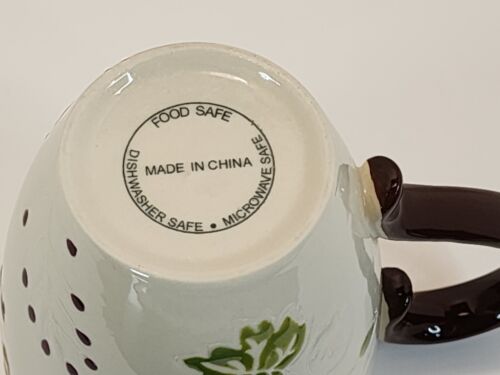 FOOD SAFE
MADE IN CHINA
DISHWASHER SAFE • MICROWAVE SAFE